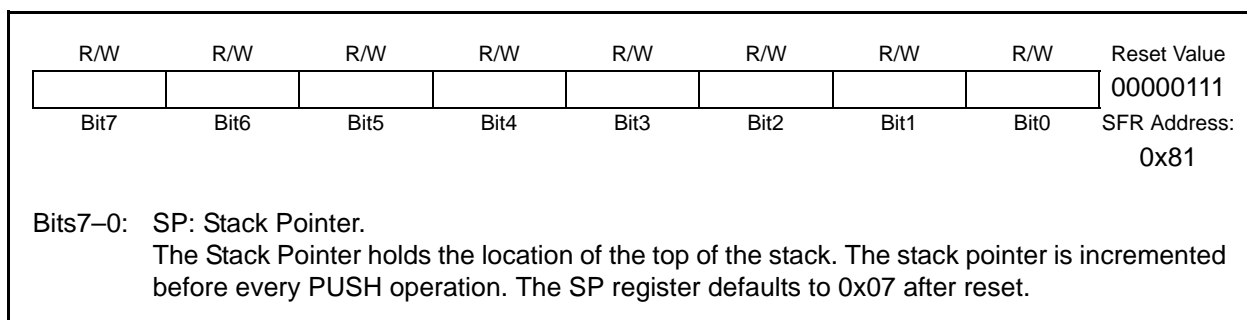 R/W R/W R/W R/W R/W R/W R/W R/W Reset Value
00000111
Bit7 Bit6 Bit5 Bit4 Bit3 Bit2 Bit1 Bit0 SFR Address:
0x81
Bits7–0: SP: Stack Pointer.
The Stack Pointer holds the location of the top of the stack. The stack pointer is incremented
before every PUSH operation. The SP register defaults to 0x07 after reset.